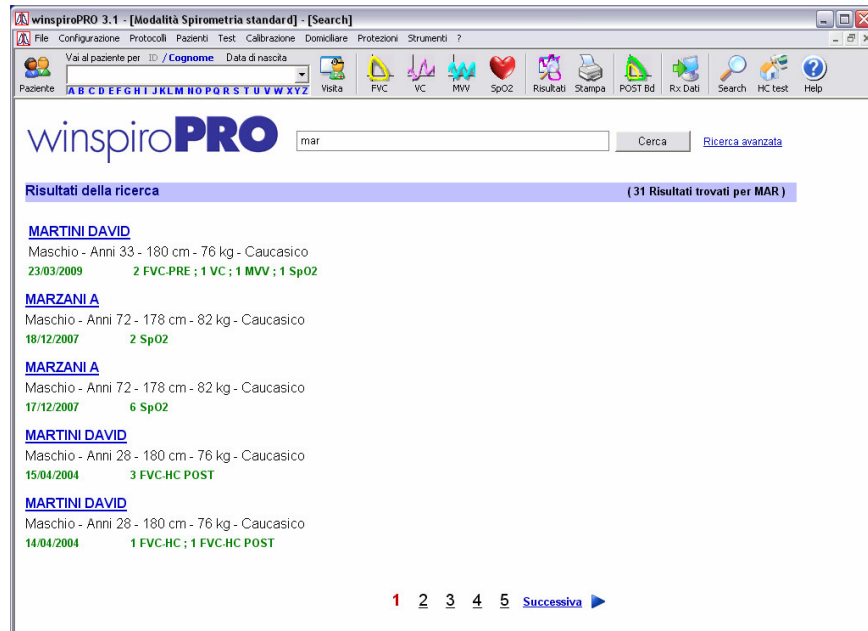 winspiroPRO 3.1 - [Modalità Spirometria standard] - [Search]
File Configurazione Protocolli Pazienti Test Calibrazione Domiciliare Protezioni Strumenti ?
Vai al paziente per ID / Cognome Data di nascita
A B C D E F G H I J K L M N O P Q R S T U V W X Y Z
Paziente Visita FVC VC MVV SpO2 Risultati Stampa POST Bd Rx Dati Search HC test Help
winspiroPRO mar Cerca Ricerca avanzata
Risultati della ricerca ( 31 Risultati trovati per MAR )
MARTINI DAVID
Maschio - Anni 33 - 180 cm - 76 kg - Caucasico
23/03/2009 2 FVC-PRE ; 1 VC ; 1 MVV ; 1 SpO2
MARZANI A
Maschio - Anni 72 - 178 cm - 82 kg - Caucasico
18/12/2007 2 SpO2
MARZANI A
Maschio - Anni 72 - 178 cm - 82 kg - Caucasico
17/12/2007 6 SpO2
MARTINI DAVID
Maschio - Anni 28 - 180 cm - 76 kg - Caucasico
15/04/2004 3 FVC-HC POST
MARTINI DAVID
Maschio - Anni 28 - 180 cm - 76 kg - Caucasico
14/04/2004 1 FVC-HC ; 1 FVC-HC POST
1 2 3 4 5 Successiva